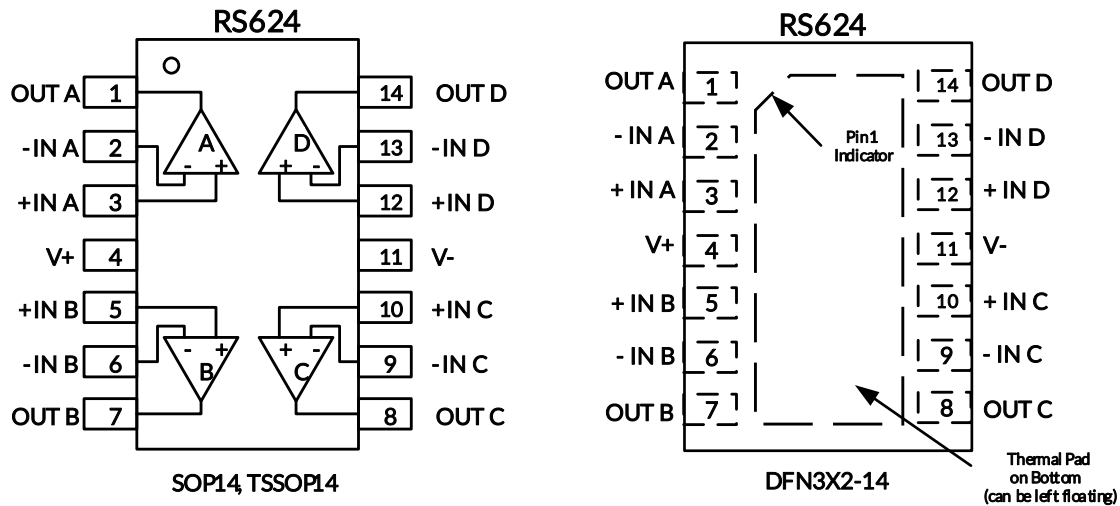 RS624
OUT A 1 14 OUT D
-IN A 2 A D 13 -IN D
- + + -
+IN A 3 12 +IN D
V+ 4 11 V-
+IN B 5 10 +IN C
- + + -
-IN B 6 B C 9 -IN C
OUT B 7 8 OUT C
SOP14, TSSOP14
RS624
OUT A 1 14 OUT D
- IN A 2 13 - IN D
Pin1
Indicator
+ IN A 3 12 + IN D
V+ 4 11 V-
+ IN B 5 10 + IN C
- IN B 6 9 - IN C
OUT B 7 8 OUT C
DFN3X2-14
Thermal Pad
on Bottom
(can be left floating)